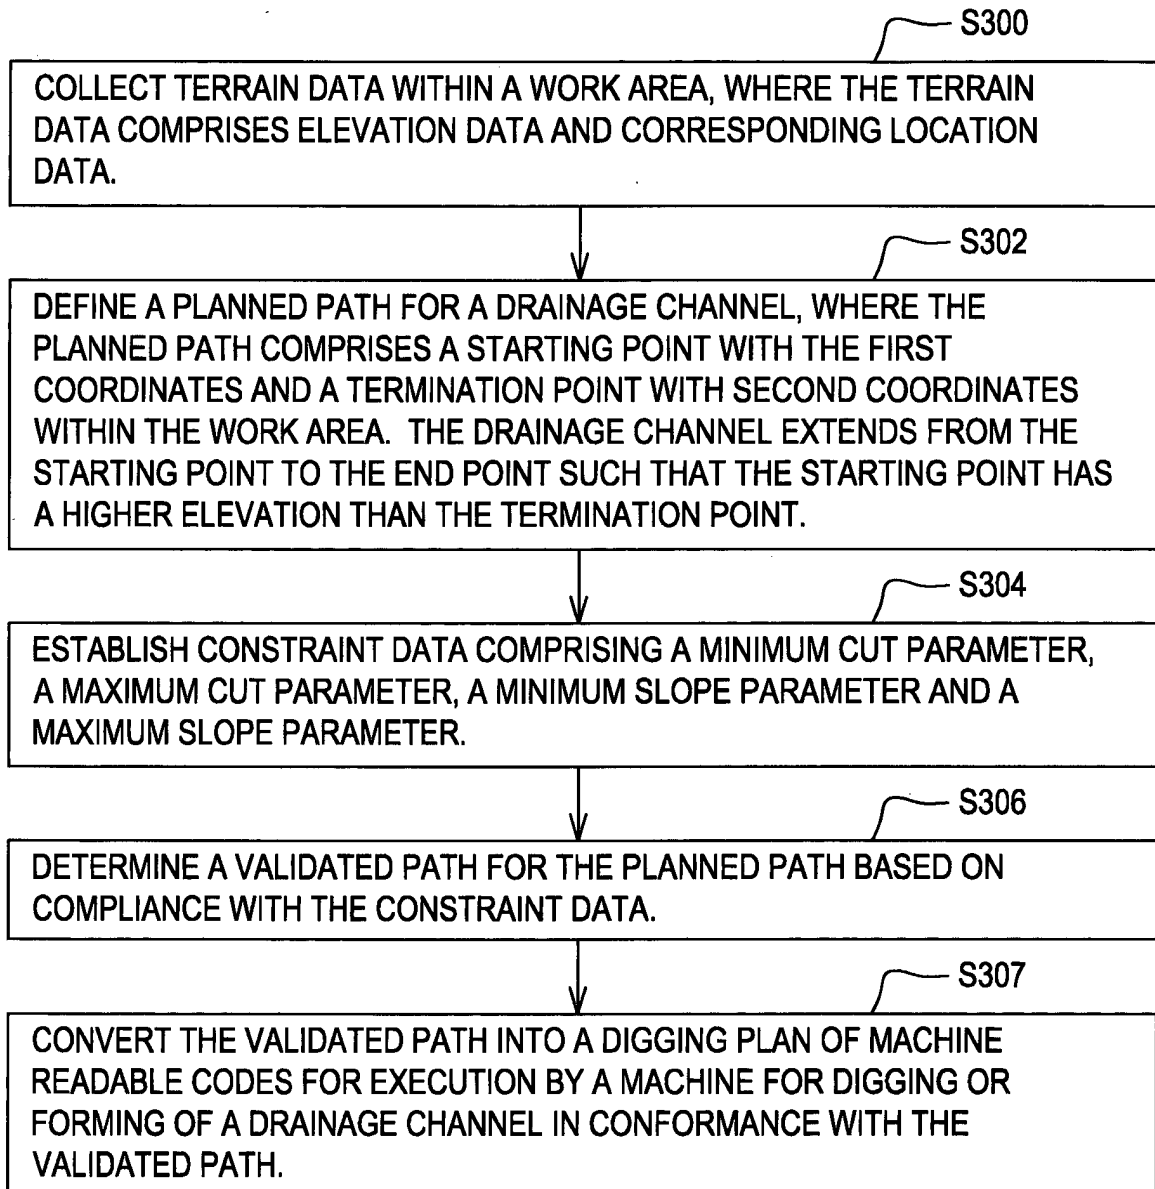 S300
COLLECT TERRAIN DATA WITHIN A WORK AREA, WHERE THE TERRAIN
DATA COMPRISES ELEVATION DATA AND CORRESPONDING LOCATION
DATA.
S302
DEFINE A PLANNED PATH FOR A DRAINAGE CHANNEL, WHERE THE
PLANNED PATH COMPRISES A STARTING POINT WITH THE FIRST
COORDINATES AND A TERMINATION POINT WITH SECOND COORDINATES
WITHIN THE WORK AREA. THE DRAINAGE CHANNEL EXTENDS FROM THE
STARTING POINT TO THE END POINT SUCH THAT THE STARTING POINT HAS
A HIGHER ELEVATION THAN THE TERMINATION POINT.
S304
ESTABLISH CONSTRAINT DATA COMPRISING A MINIMUM CUT PARAMETER,
A MAXIMUM CUT PARAMETER, A MINIMUM SLOPE PARAMETER AND A
MAXIMUM SLOPE PARAMETER.
S306
DETERMINE A VALIDATED PATH FOR THE PLANNED PATH BASED ON
COMPLIANCE WITH THE CONSTRAINT DATA.
S307
CONVERT THE VALIDATED PATH INTO A DIGGING PLAN OF MACHINE
READABLE CODES FOR EXECUTION BY A MACHINE FOR DIGGING OR
FORMING OF A DRAINAGE CHANNEL IN CONFORMANCE WITH THE
VALIDATED PATH.